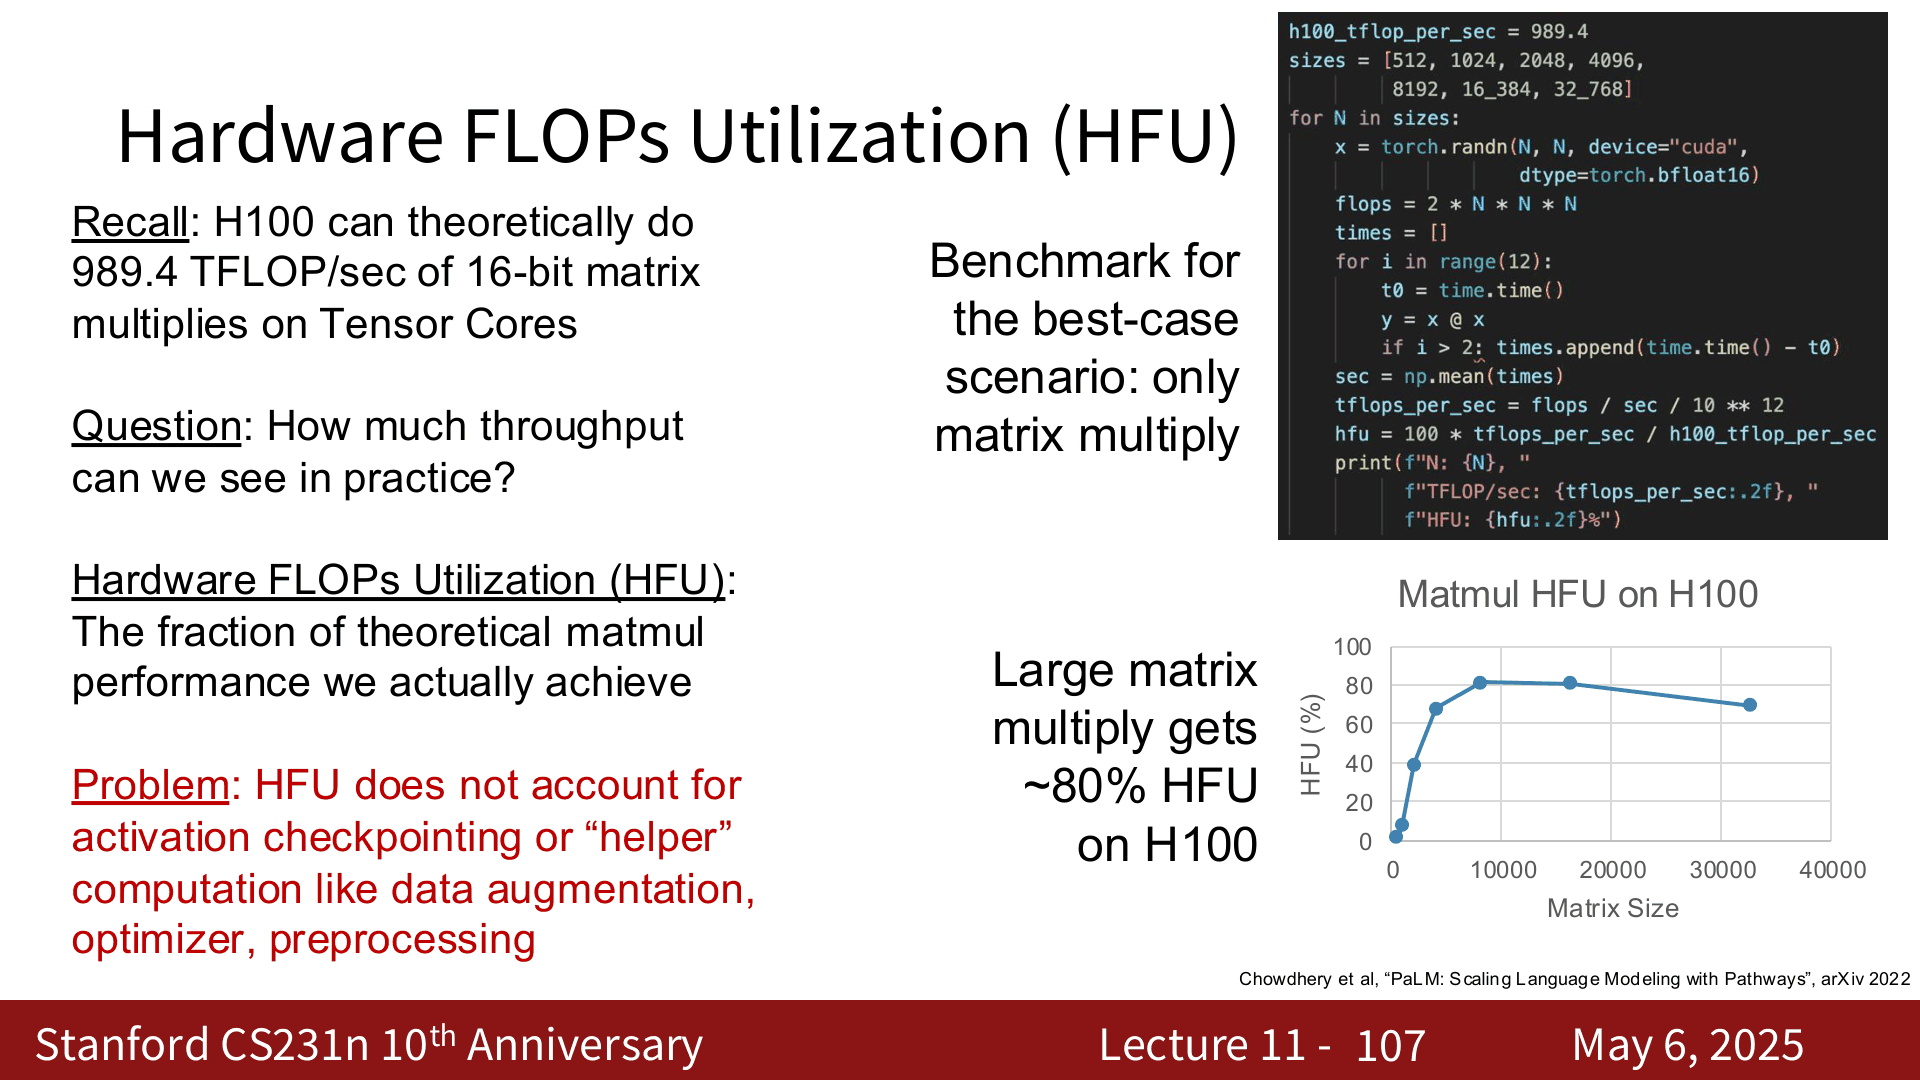 Hardware FLOPs Utilization (HFU)
Recall: H100 can theoretically do
989.4 TFLOP/sec of 16-bit matrix
multiplies on Tensor Cores
Question: How much throughput
can we see in practice?
Hardware FLOPs Utilization (HFU):
The fraction of theoretical matmul
performance we actually achieve
Problem: HFU does not account for
activation checkpointing or “helper”
computation like data augmentation,
optimizer, preprocessing
Benchmark for
the best-case
scenario: only
matrix multiply
h100_tflop_per_sec = 989.4
sizes = [512, 1024, 2048, 4096,
8192, 16_384, 32_768]
for N in sizes:
x = torch.randn(N, N, device="cuda",
dtype=torch.bfloat16)
flops = 2 * N * N * N
times = []
for i in range(12):
t0 = time.time()
y = x @ x
if i > 2: times.append(time.time() - t0)
sec = np.mean(times)
tflops_per_sec = flops / sec / 10 ** 12
hfu = 100 * tflops_per_sec / h100_tflop_per_sec
print(f"N: {N}, "
f"TFLOP/sec: {tflops_per_sec:.2f}, "
f"HFU: {hfu:.2f}%")
Large matrix
multiply gets
~80% HFU
on H100
Matmul HFU on H100
HFU (%)
100
80
60
40
20
0
0 10000 20000 30000 40000
Matrix Size
Chowdhery et al, “PaLM: Scaling Language Modeling with Pathways”, arXiv 2022
Stanford CS231n 10th Anniversary
Lecture 11 - 107
May 6, 2025